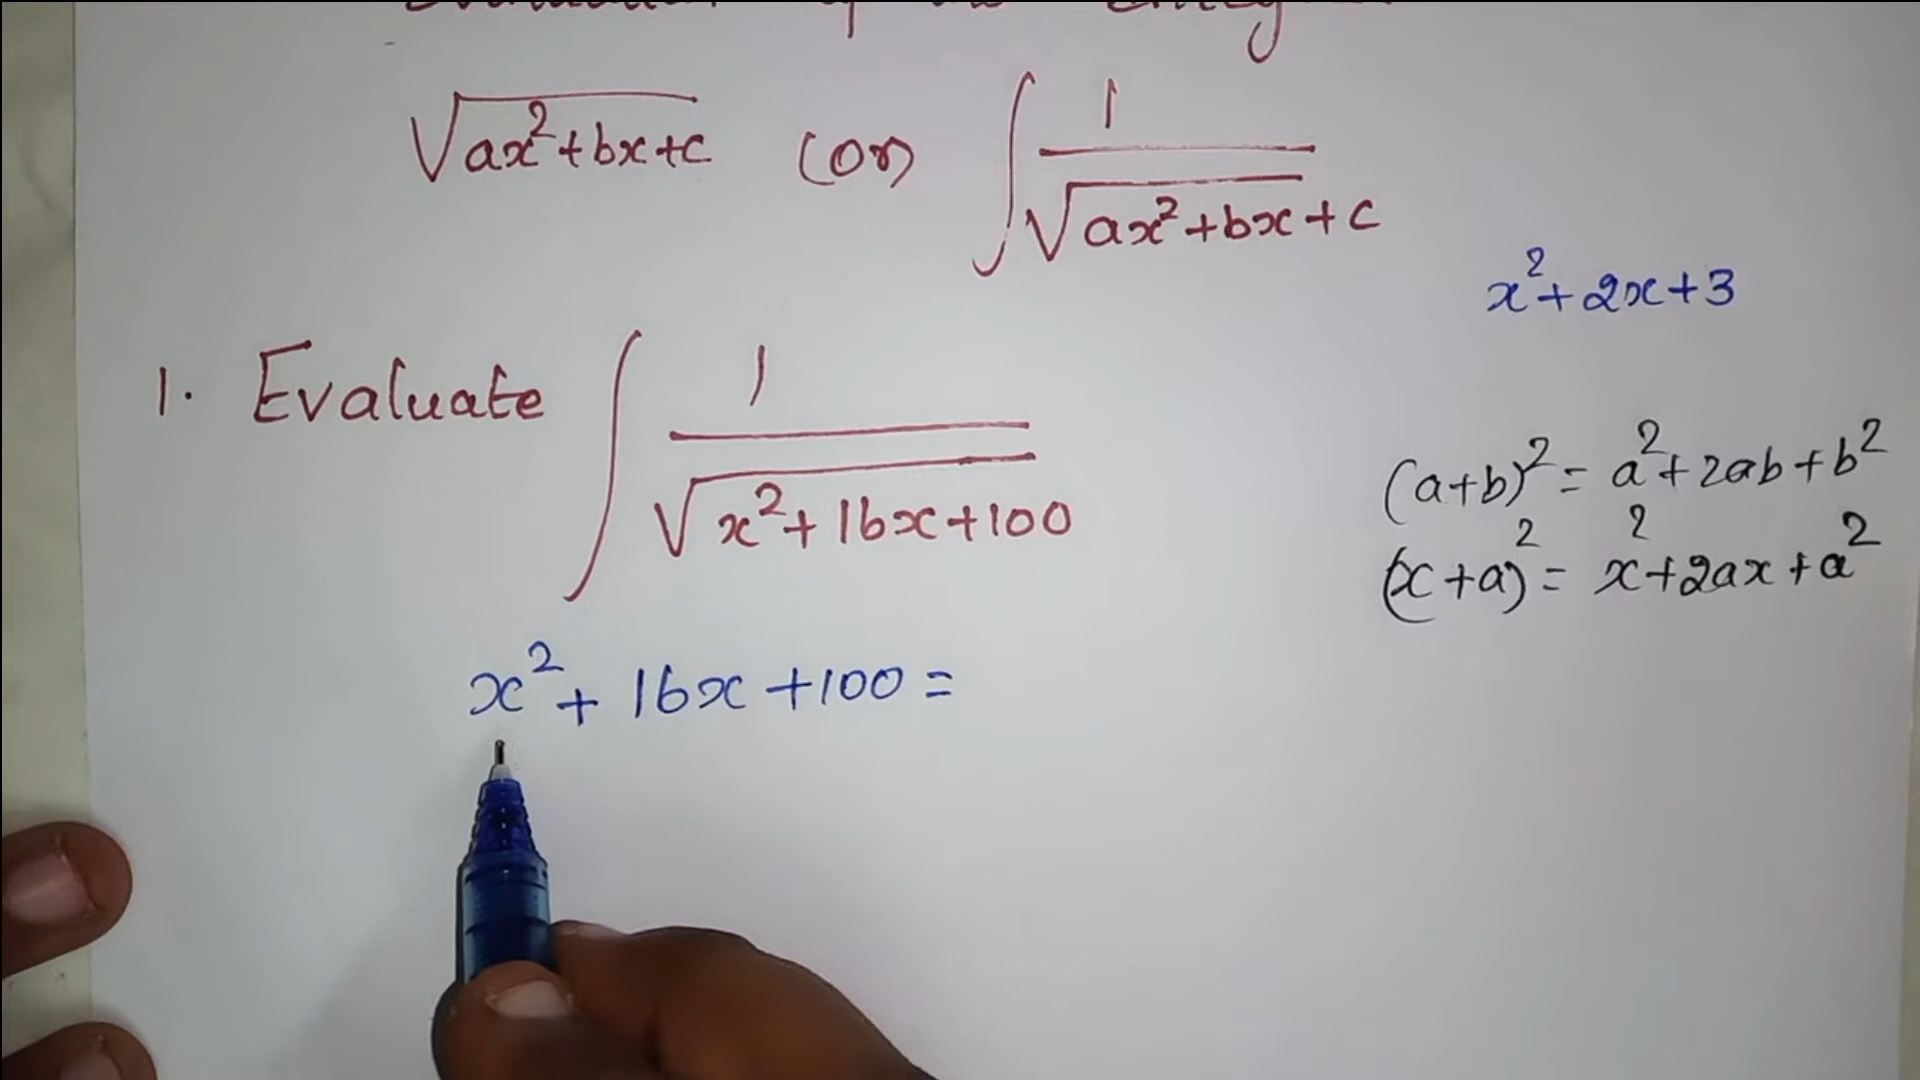 √ax²+bx+c (or) ∫ 1/√ax²+bx+c
x²+2x+3
1. Evaluate ∫ 1/√x²+16x+100
(a+b)² = a²+2ab+b²
(x+a)² = x²+2ax+a²
x² + 16x + 100 =